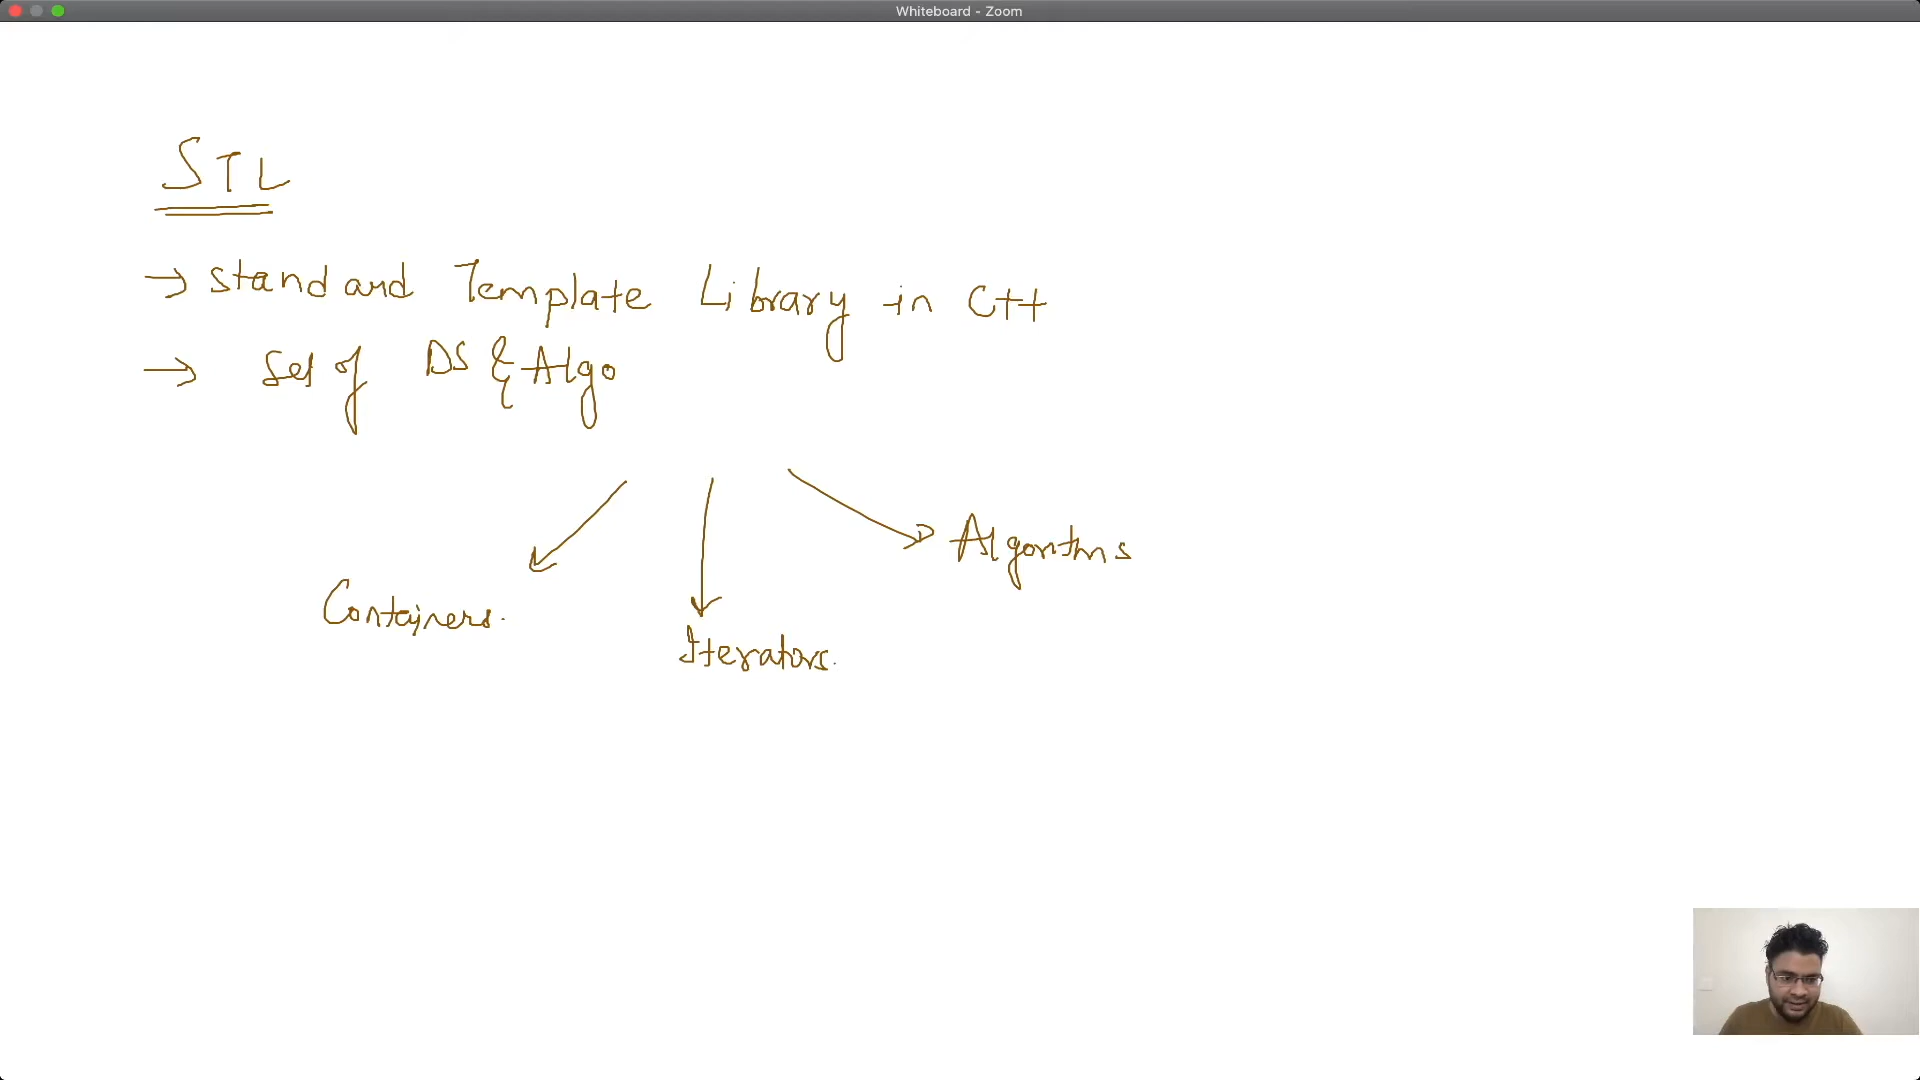 Whiteboard - Zoom
STL
→ Standard Template Library in C++
→ Set of DS & Algo
Algorithms
Containers.
Iterators.